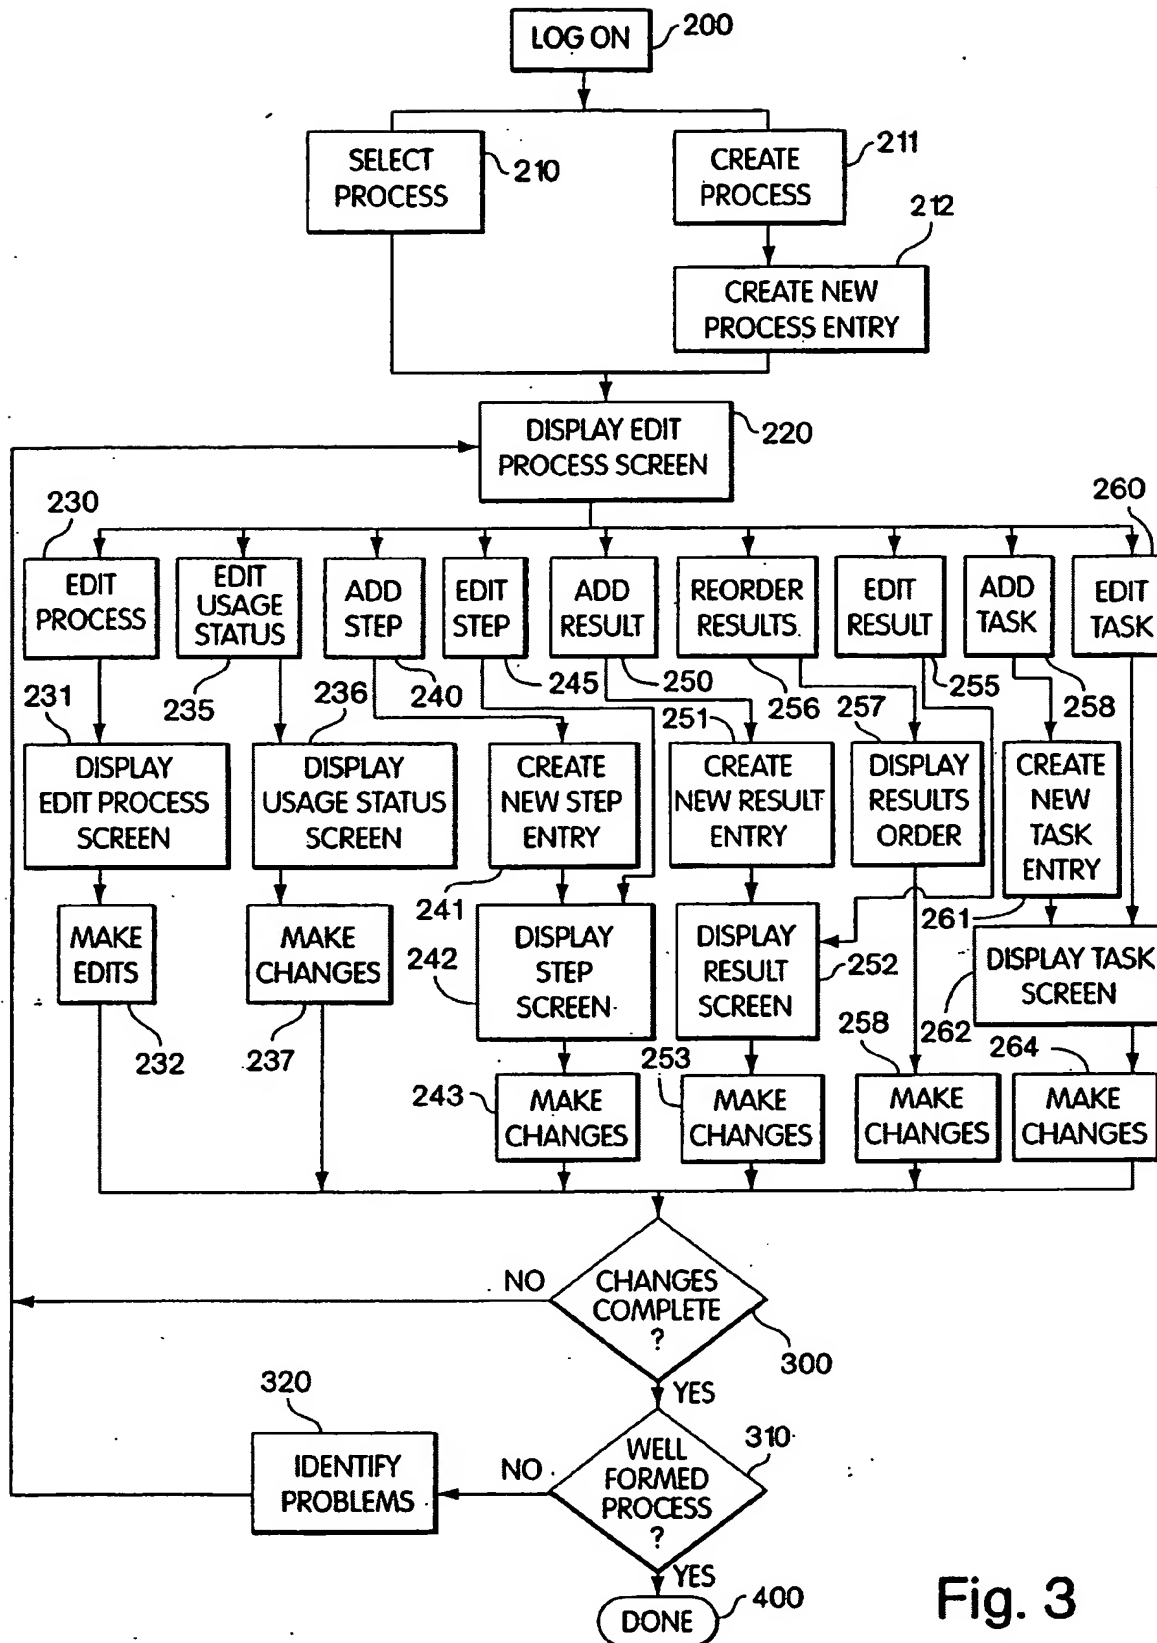 LOG ON
200
SELECT
PROCESS
210
CREATE
PROCESS
211
212
CREATE NEW
PROCESS ENTRY
DISPLAY EDIT
PROCESS SCREEN
220
230
260
EDIT
PROCESS
EDIT
USAGE
STATUS
ADD
STEP
EDIT
STEP
ADD
RESULT
REORDER
RESULTS
EDIT
RESULT
ADD
TASK
EDIT
TASK
231
235
236
240
245
250
251
256
257
255
258
DISPLAY
EDIT PROCESS
SCREEN
DISPLAY
USAGE STATUS
SCREEN
CREATE
NEW STEP
ENTRY
CREATE
NEW RESULT
ENTRY
DISPLAY
RESULTS
ORDER
CREATE
NEW
TASK
ENTRY
241
261
MAKE
EDITS
MAKE
CHANGES
242
DISPLAY
STEP
SCREEN
DISPLAY
RESULT
SCREEN
252
DISPLAY TASK
SCREEN
232
237
243
253
258
262
264
MAKE
CHANGES
MAKE
CHANGES
MAKE
CHANGES
MAKE
CHANGES
NO
CHANGES
COMPLETE
?
300
YES
320
IDENTIFY
PROBLEMS
NO
WELL
FORMED
PROCESS
?
310
YES
DONE
400
Fig. 3